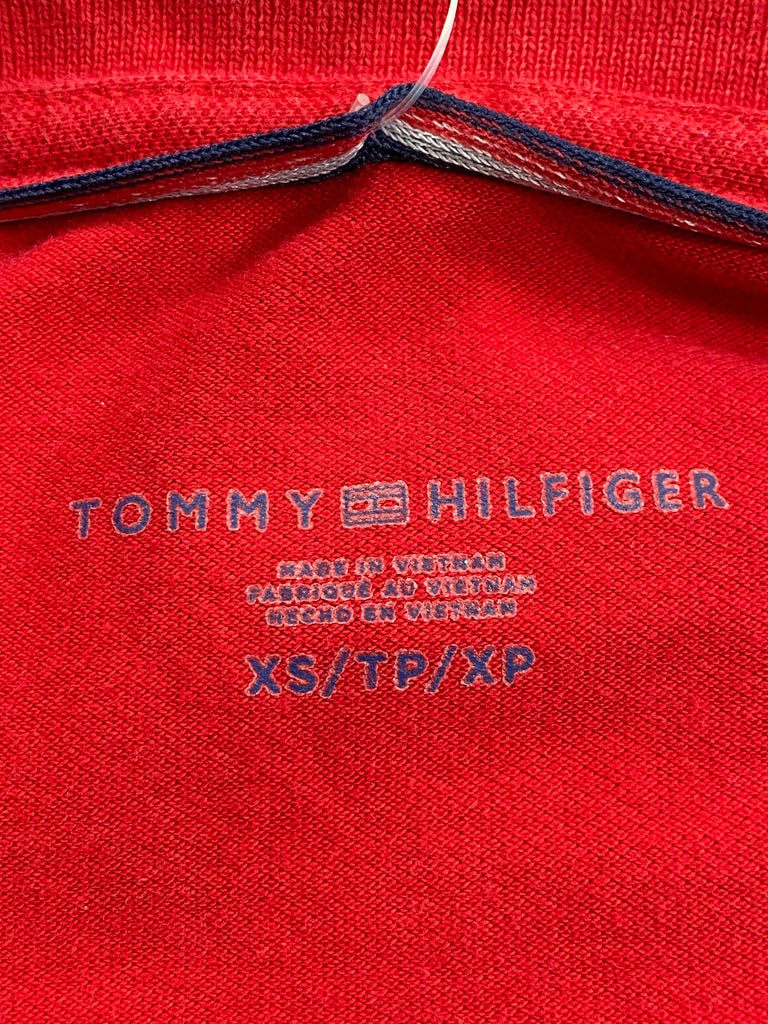 TOMMY HILFIGER
MADE IN VIETNAM
FABRIQUÉ AU VIETNAM
HECHO EN VIETNAM
XS/TP/XP